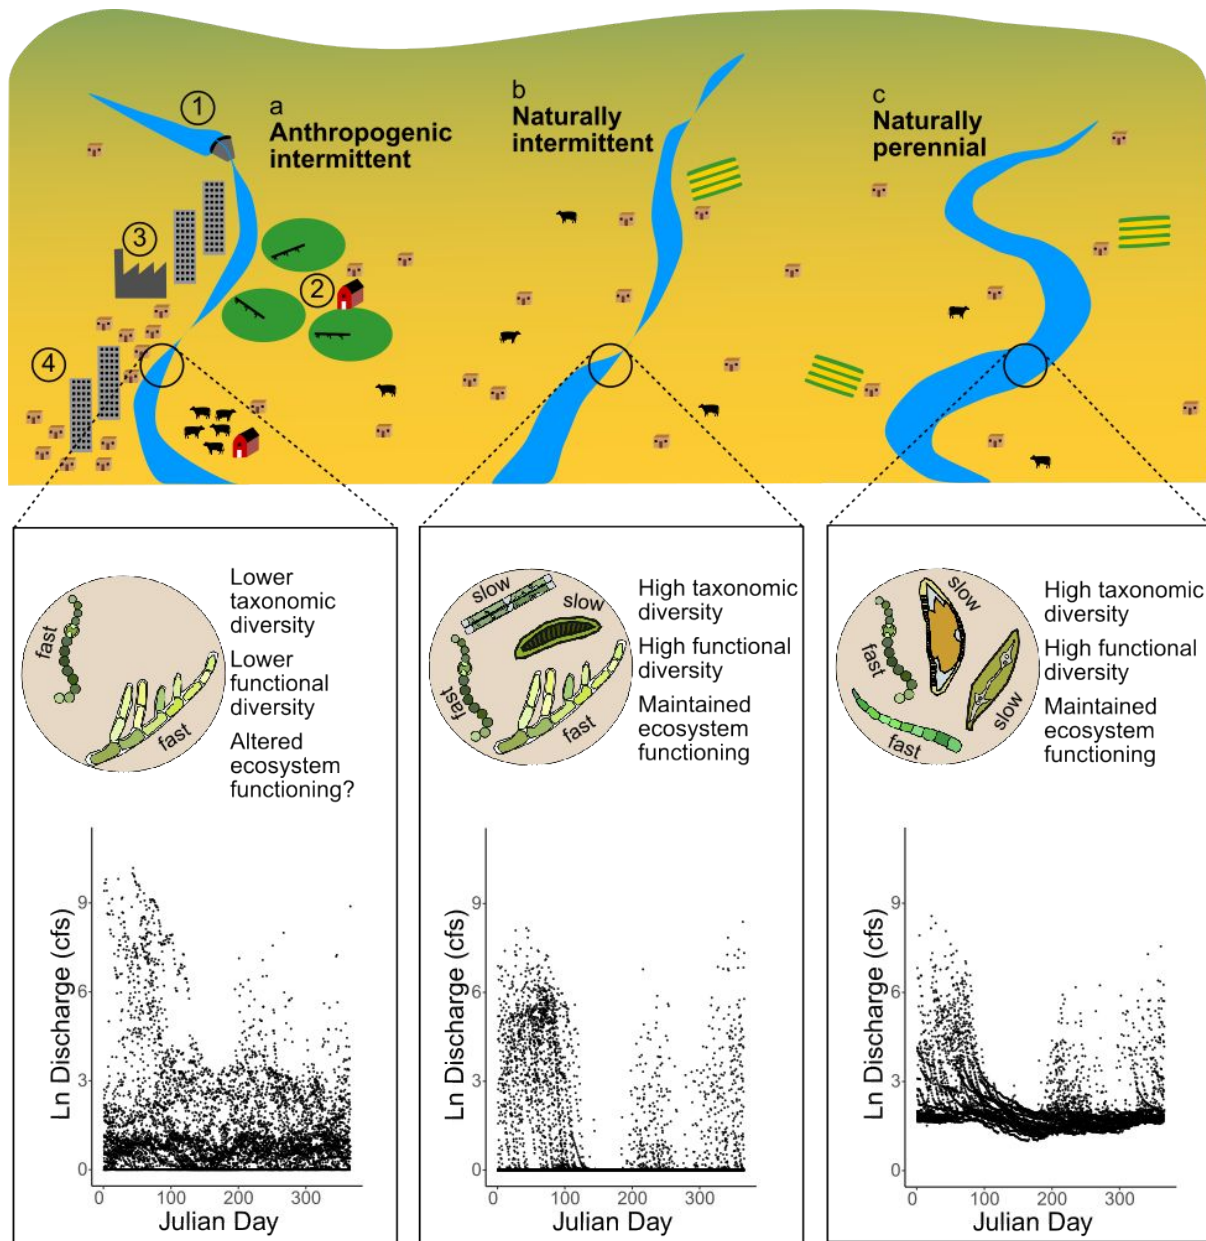 1
a
Anthropogenic
intermittent
b
Naturally
intermittent
c
Naturally
perennial
3
2
4
fast
fast
Lower
taxonomic
diversity
Lower
functional
diversity
Altered
ecosystem
functioning?
slow
slow
fast
fast
High taxonomic
diversity
High functional
diversity
Maintained
ecosystem
functioning
slow
fast
slow
fast
High taxonomic
diversity
High functional
diversity
Maintained
ecosystem
functioning
Ln Discharge (cfs)
9
6
3
0
0 100 200 300
Julian Day
Ln Discharge (cfs)
9
6
3
0
0 100 200 300
Julian Day
Ln Discharge (cfs)
9
6
3
0
0 100 200 300
Julian Day